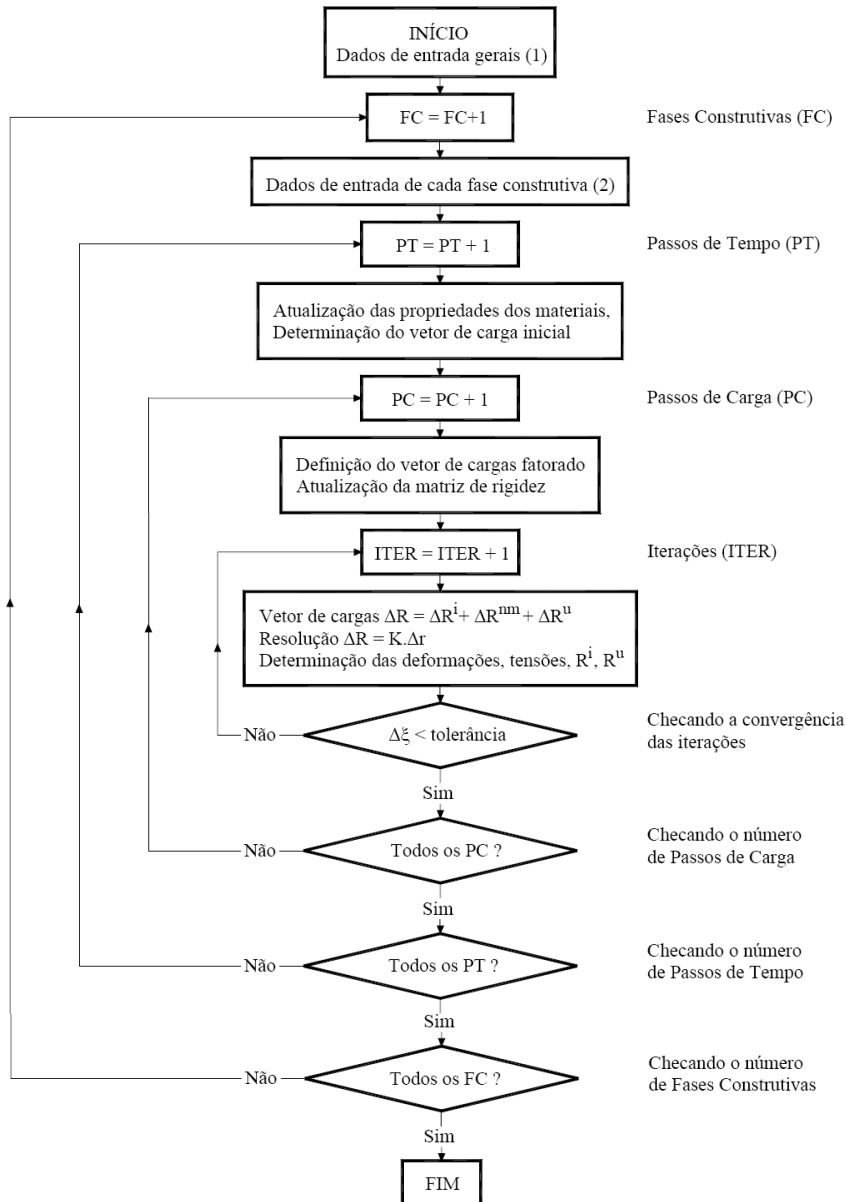 INÍCIO
Dados de entrada gerais (1)
FC = FC+1
Fases Construtivas (FC)
Dados de entrada de cada fase construtiva (2)
PT = PT + 1
Passos de Tempo (PT)
Atualização das propriedades dos materiais,
Determinação do vetor de carga inicial
PC = PC + 1
Passos de Carga (PC)
Definição do vetor de cargas fatorado
Atualização da matriz de rigidez
ITER = ITER + 1
Iterações (ITER)
Vetor de cargas ΔR = ΔRⁱ+ ΔRⁿᵐ + ΔRᵘ
Resolução ΔR = K.Δr
Determinação das deformações, tensões, Rⁱ, Rᵘ
Não
Δξ < tolerância
Checando a convergência
das iterações
Sim
Não
Todos os PC ?
Checando o número
de Passos de Carga
Sim
Não
Todos os PT ?
Checando o número
de Passos de Tempo
Sim
Não
Todos os FC ?
Checando o número
de Fases Construtivas
Sim
FIM